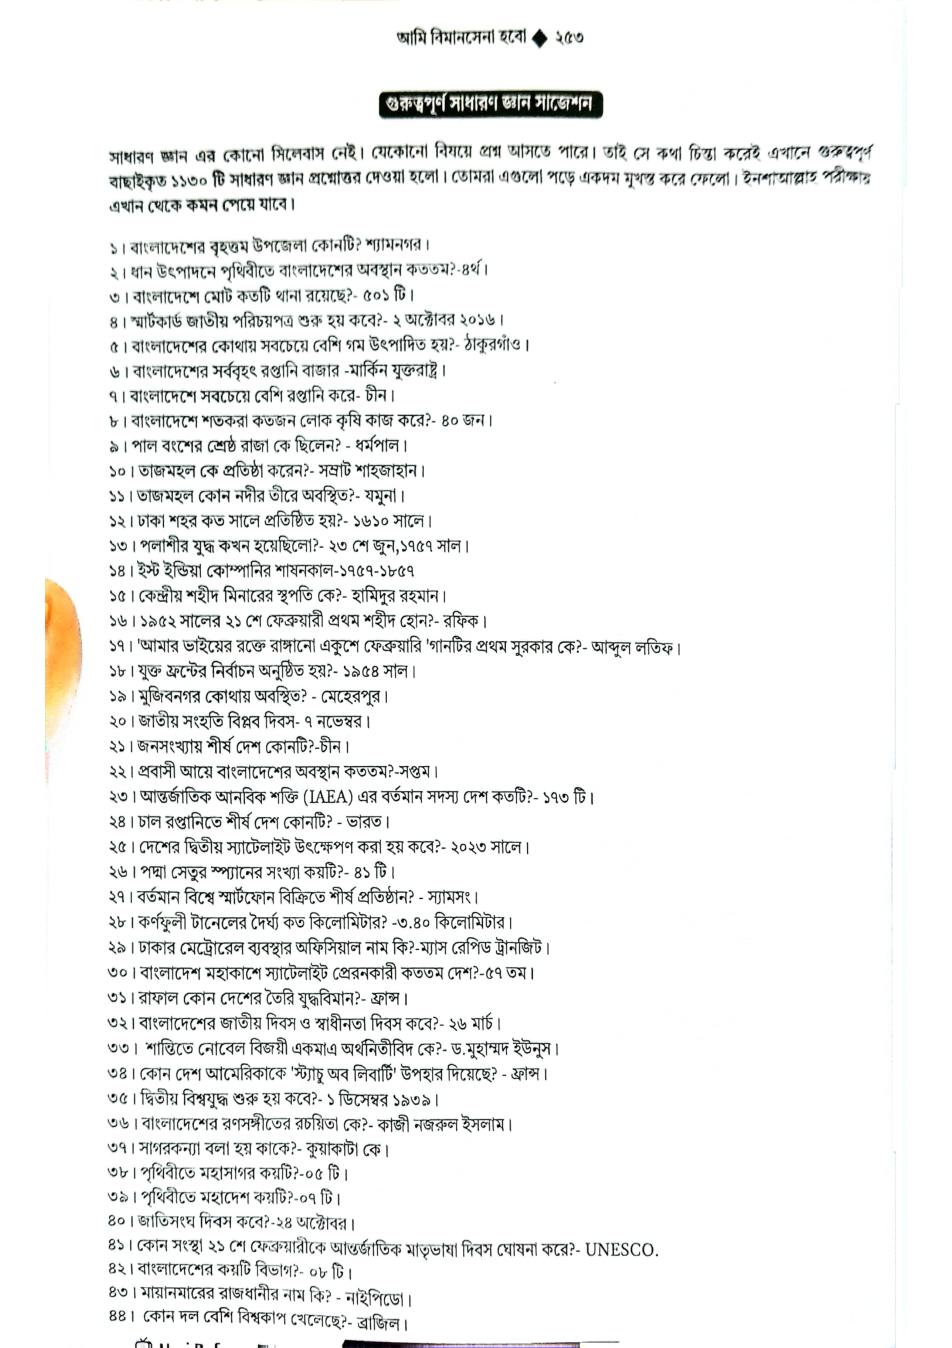 আমি বিমানসেনা হবো ◆ ২৫৩
গুরুত্বপূর্ণ সাধারণ জ্ঞান সাজেশন
সাধারণ জ্ঞান এর কোনো সিলেবাস নেই। যেকোনো বিষয়ে প্রশ্ন আসতে পারে। তাই সে কথা চিন্তা করেই এখানে গুরুত্বপূর্ণ
বাছাইকৃত ১১৩০ টি সাধারণ জ্ঞান প্রশ্নোত্তর দেওয়া হলো। তোমরা এগুলো পড়ে একদম মুখস্ত করে ফেলো। ইনশাআল্লাহ পরীক্ষায়
এখান থেকে কমন পেয়ে যাবে।
১। বাংলাদেশের বৃহত্তম উপজেলা কোনটি? শ্যামনগর।
২। ধান উৎপাদনে পৃথিবীতে বাংলাদেশের অবস্থান কততম?-৪র্থ।
৩। বাংলাদেশে মোট কতটি থানা রয়েছে?- ৫০১ টি।
৪। স্মার্টকার্ড জাতীয় পরিচয়পত্র শুরু হয় কবে?- ২ অক্টোবর ২০১৬।
৫। বাংলাদেশের কোথায় সবচেয়ে বেশি গম উৎপাদিত হয়?- ঠাকুরগাঁও।
৬। বাংলাদেশের সর্ববৃহৎ রপ্তানি বাজার -মার্কিন যুক্তরাষ্ট্র।
৭। বাংলাদেশে সবচেয়ে বেশি রপ্তানি করে- চীন।
৮। বাংলাদেশে শতকরা কতজন লোক কৃষি কাজ করে?- ৪০ জন।
৯। পাল বংশের শ্রেষ্ঠ রাজা কে ছিলেন? - ধর্মপাল।
১০। তাজমহল কে প্রতিষ্ঠা করেন?- সম্রাট শাহজাহান।
১১। তাজমহল কোন নদীর তীরে অবস্থিত?- যমুনা।
১২। ঢাকা শহর কত সালে প্রতিষ্ঠিত হয়?- ১৬১০ সালে।
১৩। পলাশীর যুদ্ধ কখন হয়েছিলো?- ২৩ শে জুন,১৭৫৭ সাল।
১৪। ইস্ট ইন্ডিয়া কোম্পানির শাষনকাল-১৭৫৭-১৮৫৭
১৫। কেন্দ্রীয় শহীদ মিনারের স্থপতি কে?- হামিদুর রহমান।
১৬। ১৯৫২ সালের ২১ শে ফেব্রুয়ারী প্রথম শহীদ হোন?- রফিক।
১৭। 'আমার ভাইয়ের রক্তে রাঙ্গানো একুশে ফেব্রুয়ারি 'গানটির প্রথম সুরকার কে?- আব্দুল লতিফ।
১৮। যুক্ত ফ্রন্টের নির্বাচন অনুষ্ঠিত হয়?- ১৯৫৪ সাল।
১৯। মুজিবনগর কোথায় অবস্থিত? - মেহেরপুর।
২০। জাতীয় সংহতি বিপ্লব দিবস- ৭ নভেম্বর।
২১। জনসংখ্যায় শীর্ষ দেশ কোনটি?-চীন।
২২। প্রবাসী আয়ে বাংলাদেশের অবস্থান কততম?-সপ্তম।
২৩। আন্তর্জাতিক আনবিক শক্তি (IAEA) এর বর্তমান সদস্য দেশ কতটি?- ১৭৩ টি।
২৪। চাল রপ্তানিতে শীর্ষ দেশ কোনটি? - ভারত।
২৫। দেশের দ্বিতীয় স্যাটেলাইট উৎক্ষেপণ করা হয় কবে?- ২০২৩ সালে।
২৬। পদ্মা সেতুর স্প্যানের সংখ্যা কয়টি?- ৪১ টি।
২৭। বর্তমান বিশ্বে স্মার্টফোন বিক্রিতে শীর্ষ প্রতিষ্ঠান? - স্যামসং।
২৮। কর্ণফুলী টানেলের দৈর্ঘ্য কত কিলোমিটার? -৩.৪০ কিলোমিটার।
২৯। ঢাকার মেট্রোরেল ব্যবস্থার অফিসিয়াল নাম কি?-ম্যাস রেপিড ট্রানজিট।
৩০। বাংলাদেশ মহাকাশে স্যাটেলাইট প্রেরনকারী কততম দেশ?-৫৭ তম।
৩১। রাফাল কোন দেশের তৈরি যুদ্ধবিমান?- ফ্রান্স।
৩২। বাংলাদেশের জাতীয় দিবস ও স্বাধীনতা দিবস কবে?- ২৬ মার্চ।
৩৩। শান্তিতে নোবেল বিজয়ী একমাএ অর্থনিতীবিদ কে?- ড.মুহাম্মদ ইউনুস।
৩৪। কোন দেশ আমেরিকাকে 'স্ট্যাচু অব লিবার্টি' উপহার দিয়েছে? - ফ্রান্স।
৩৫। দ্বিতীয় বিশ্বযুদ্ধ শুরু হয় কবে?- ১ ডিসেম্বর ১৯৩৯।
৩৬। বাংলাদেশের রণসঙ্গীতের রচয়িতা কে?- কাজী নজরুল ইসলাম।
৩৭। সাগরকন্যা বলা হয় কাকে?- কুয়াকাটা কে।
৩৮। পৃথিবীতে মহাসাগর কয়টি?-০৫ টি।
৩৯। পৃথিবীতে মহাদেশ কয়টি?-০৭ টি।
৪০। জাতিসংঘ দিবস কবে?-২৪ অক্টোবর।
৪১। কোন সংস্থা ২১ শে ফেব্রুয়ারীকে আন্তর্জাতিক মাতৃভাষা দিবস ঘোষনা করে?- UNESCO.
৪২। বাংলাদেশের কয়টি বিভাগ?- ০৮ টি।
৪৩। মায়ানমারের রাজধানীর নাম কি? - নাইপিডো।
৪৪। কোন দল বেশি বিশ্বকাপ খেলেছে?- ব্রাজিল।